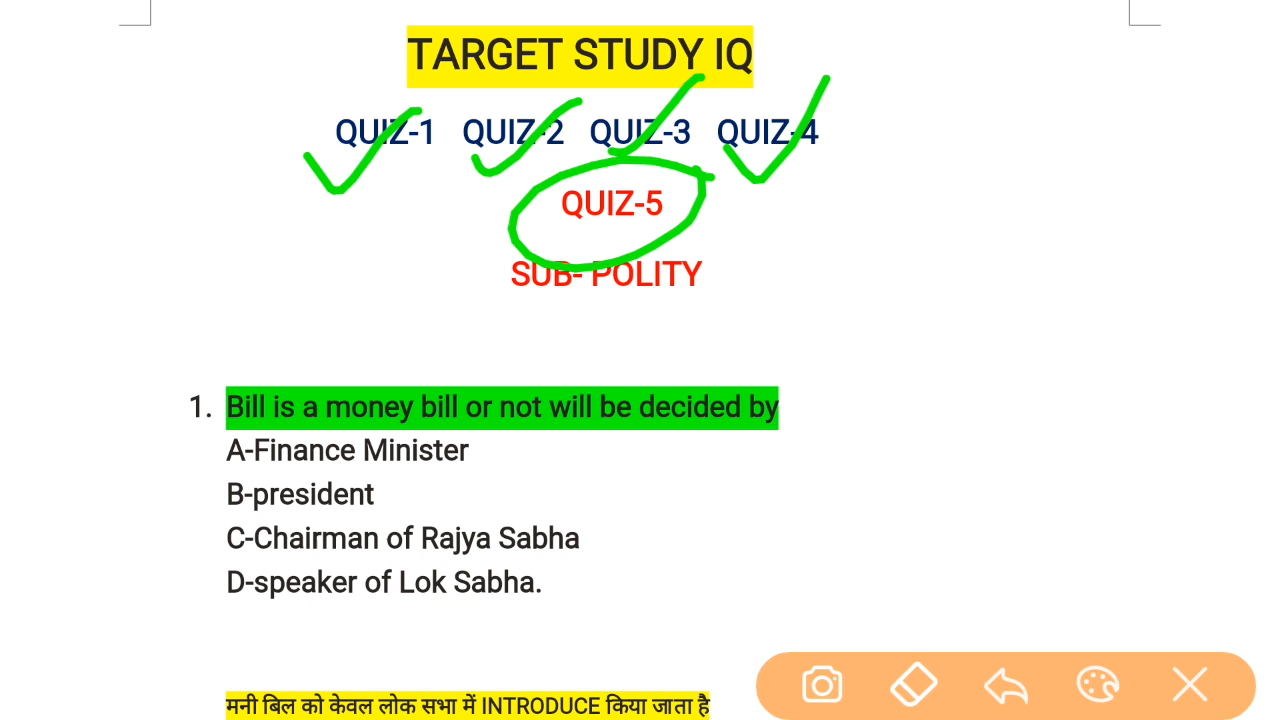 TARGET STUDY IQ
QUIZ-1 QUIZ-2 QUIZ-3 QUIZ-4
QUIZ-5
SUB- POLITY
1. Bill is a money bill or not will be decided by
A-Finance Minister
B-president
C-Chairman of Rajya Sabha
D-speaker of Lok Sabha.
मनी बिल को केवल लोक सभा में INTRODUCE किया जाता है